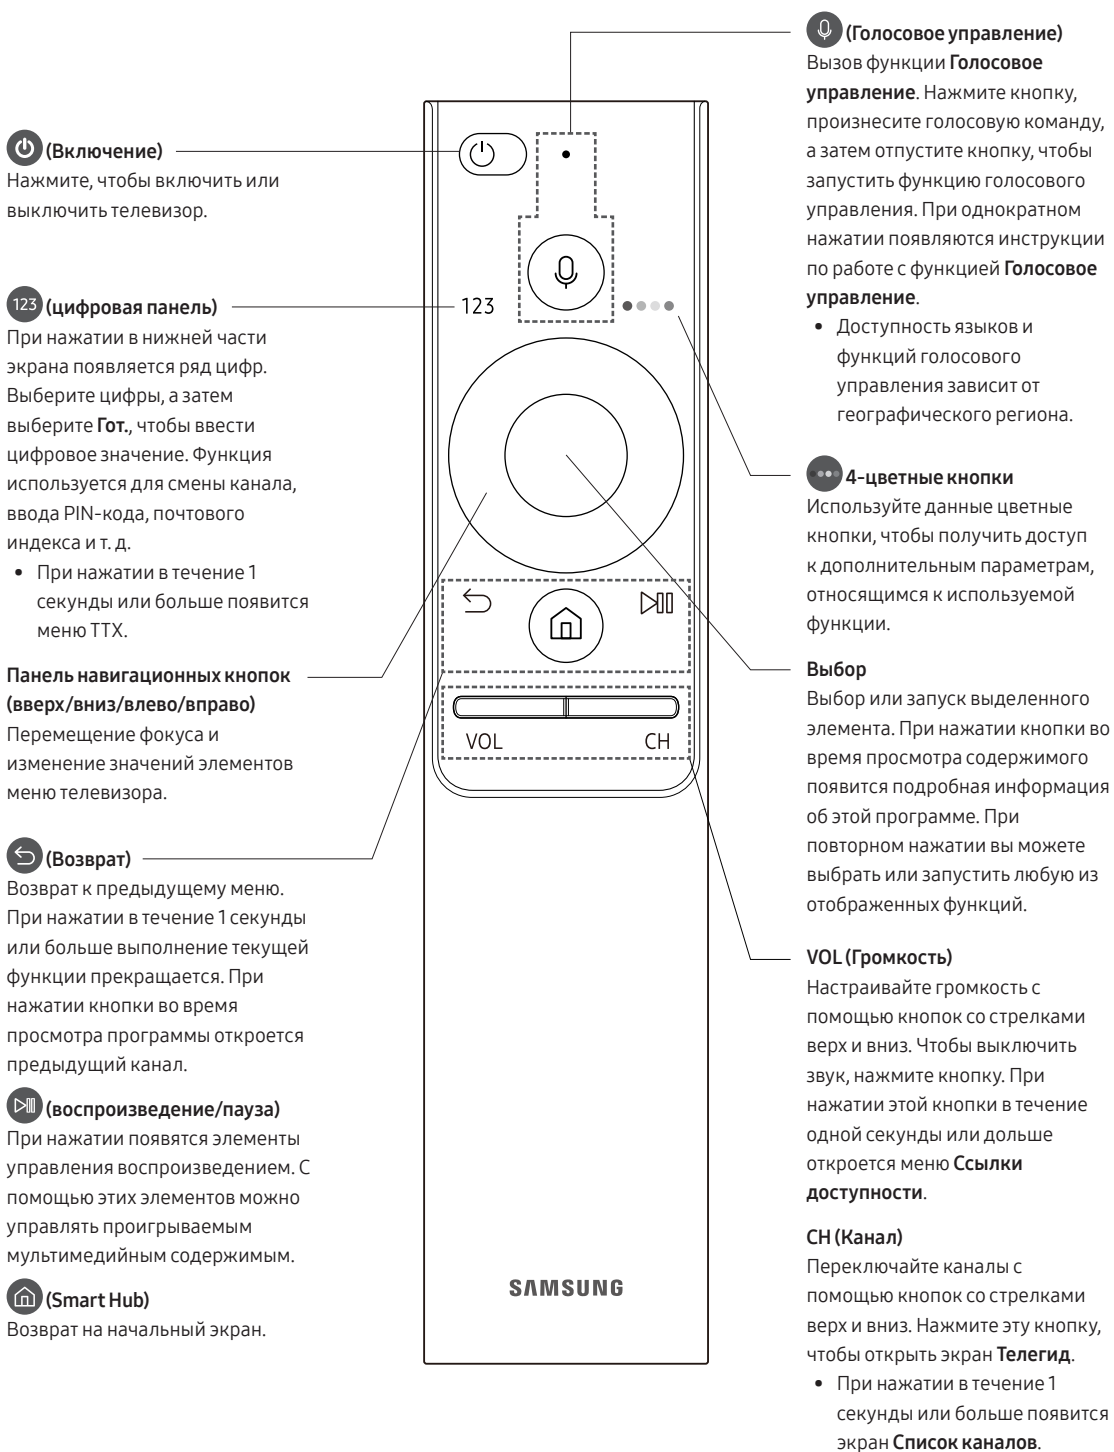 (Включение)
Нажмите, чтобы включить или
выключить телевизор.
123 (цифровая панель)
При нажатии в нижней части
экрана появляется ряд цифр.
Выберите цифры, а затем
выберите Гот., чтобы ввести
цифровое значение. Функция
используется для смены канала,
ввода PIN-кода, почтового
индекса и т. д.
• При нажатии в течение 1
секунды или больше появится
меню TTX.
Панель навигационных кнопок
(вверх/вниз/влево/вправо)
Перемещение фокуса и
изменение значений элементов
меню телевизора.
(Возврат)
Возврат к предыдущему меню.
При нажатии в течение 1 секунды
или больше выполнение текущей
функции прекращается. При
нажатии кнопки во время
просмотра программы откроется
предыдущий канал.
(воспроизведение/пауза)
При нажатии появятся элементы
управления воспроизведением. С
помощью этих элементов можно
управлять проигрываемым
мультимедийным содержимым.
(Smart Hub)
Возврат на начальный экран.
123
VOL CH
SAMSUNG
(Голосовое управление)
Вызов функции Голосовое
управление. Нажмите кнопку,
произнесите голосовую команду,
а затем отпустите кнопку, чтобы
запустить функцию голосового
управления. При однократном
нажатии появляются инструкции
по работе с функцией Голосовое
управление.
• Доступность языков и
функций голосового
управления зависит от
географического региона.
4-цветные кнопки
Используйте данные цветные
кнопки, чтобы получить доступ
к дополнительным параметрам,
относящимся к используемой
функции.
Выбор
Выбор или запуск выделенного
элемента. При нажатии кнопки во
время просмотра содержимого
появится подробная информация
об этой программе. При
повторном нажатии вы можете
выбрать или запустить любую из
отображенных функций.
VOL (Громкость)
Настраивайте громкость с
помощью кнопок со стрелками
верх и вниз. Чтобы выключить
звук, нажмите кнопку. При
нажатии этой кнопки в течение
одной секунды или дольше
откроется меню Ссылки
доступности.
CH (Канал)
Переключайте каналы с
помощью кнопок со стрелками
верх и вниз. Нажмите эту кнопку,
чтобы открыть экран Телегид.
• При нажатии в течение 1
секунды или больше появится
экран Список каналов.